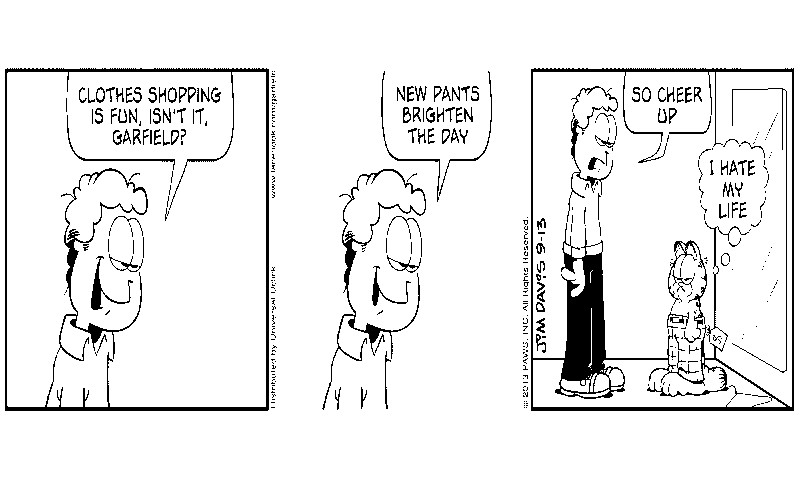 CLOTHES SHOPPING
IS FUN, ISN'T IT,
GARFIELD?
NEW PANTS
BRIGHTEN
THE DAY
SO CHEER
UP
I HATE
MY
LIFE
© 2013 PAWS, INC. All Rights Reserved.
JIM DAVIS 9-13
Distributed by Universal Uclick